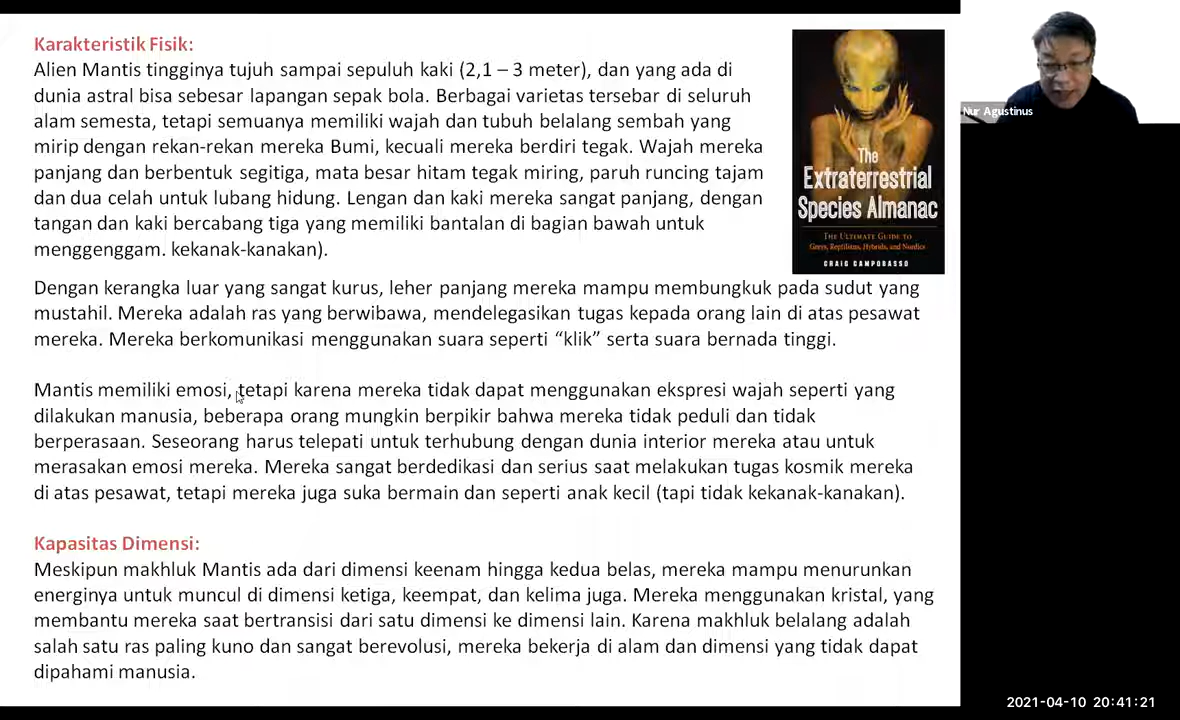 Karakteristik Fisik:
Alien Mantis tingginya tujuh sampai sepuluh kaki (2,1 – 3 meter), dan yang ada di
dunia astral bisa sebesar lapangan sepak bola. Berbagai varietas tersebar di seluruh
alam semesta, tetapi semuanya memiliki wajah dan tubuh belalang sembah yang
mirip dengan rekan-rekan mereka Bumi, kecuali mereka berdiri tegak. Wajah mereka
panjang dan berbentuk segitiga, mata besar hitam tegak miring, paruh runcing tajam
dan dua celah untuk lubang hidung. Lengan dan kaki mereka sangat panjang, dengan
tangan dan kaki bercabang tiga yang memiliki bantalan di bagian bawah untuk
menggenggam. kekanak-kanakan).
Dengan kerangka luar yang sangat kurus, leher panjang mereka mampu membungkuk pada sudut yang
mustahil. Mereka adalah ras yang berwibawa, mendelegasikan tugas kepada orang lain di atas pesawat
mereka. Mereka berkomunikasi menggunakan suara seperti “klik” serta suara bernada tinggi.
Mantis memiliki emosi, tetapi karena mereka tidak dapat menggunakan ekspresi wajah seperti yang
dilakukan manusia, beberapa orang mungkin berpikir bahwa mereka tidak peduli dan tidak
berperasaan. Seseorang harus telepati untuk terhubung dengan dunia interior mereka atau untuk
merasakan emosi mereka. Mereka sangat berdedikasi dan serius saat melakukan tugas kosmik mereka
di atas pesawat, tetapi mereka juga suka bermain dan seperti anak kecil (tapi tidak kekanak-kanakan).
Kapasitas Dimensi:
Meskipun makhluk Mantis ada dari dimensi keenam hingga kedua belas, mereka mampu menurunkan
energinya untuk muncul di dimensi ketiga, keempat, dan kelima juga. Mereka menggunakan kristal, yang
membantu mereka saat bertransisi dari satu dimensi ke dimensi lain. Karena makhluk belalang adalah
salah satu ras paling kuno dan sangat berevolusi, mereka bekerja di alam dan dimensi yang tidak dapat
dipahami manusia.
The
Extraterrestrial
Species Almanac
The Ultimate Guide to
Greys, Reptilians, Hybrids, and Nordics
CRAIG CAMPOBASSO
Nur Agustinus
2021-04-10 20:41:21